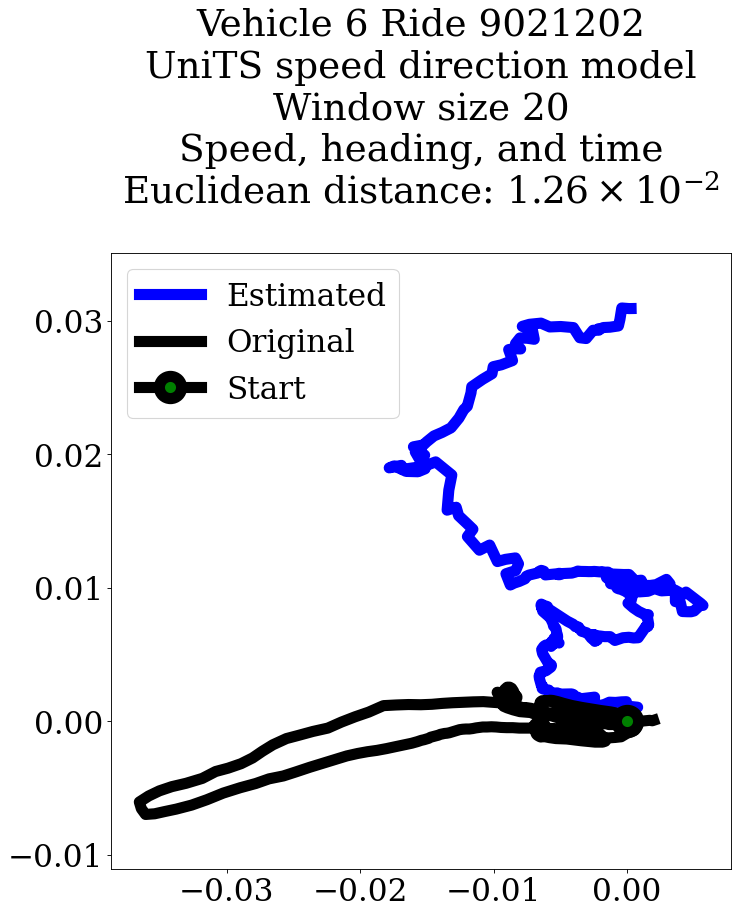 Vehicle 6 Ride 9021202
UniTS speed direction model
Window size 20
Speed, heading, and time
Euclidean distance: 1.26 × 10⁻²
Estimated
Original
Start
0.03
0.02
0.01
0.00
−0.01
−0.03
−0.02
−0.01
0.00